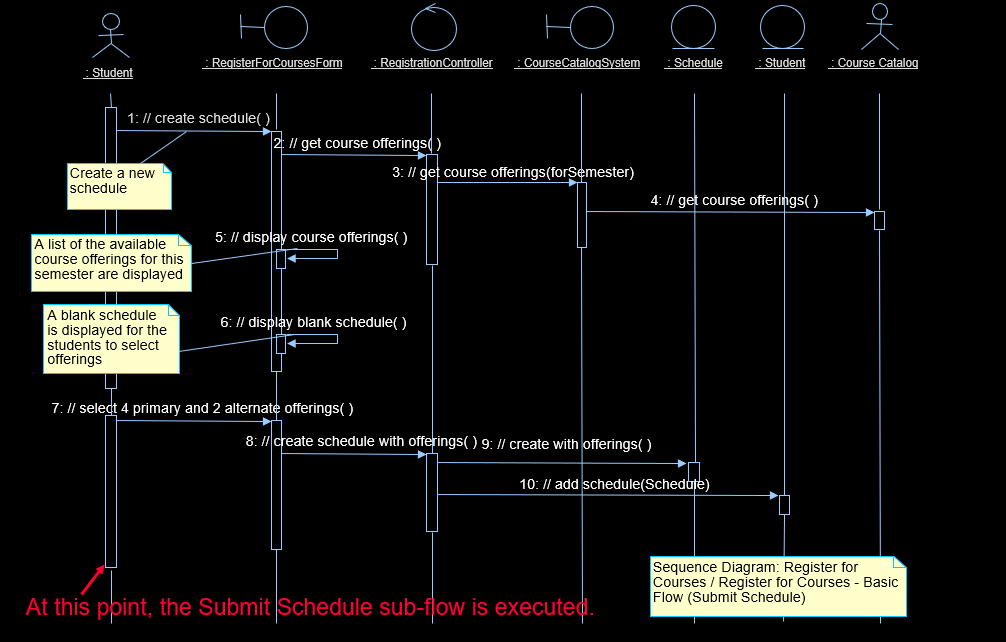 : Student
: RegisterForCoursesForm
: RegistrationController
: CourseCatalogSystem
: Schedule
: Student
: Course Catalog
1: // create schedule( )
2: // get course offerings( )
Create a new
schedule
3: // get course offerings(forSemester)
4: // get course offerings( )
5: // display course offerings( )
A list of the available
course offerings for this
semester are displayed
6: // display blank schedule( )
A blank schedule
is displayed for the
students to select
offerings
7: // select 4 primary and 2 alternate offerings( )
8: // create schedule with offerings( )
9: // create with offerings( )
10: // add schedule(Schedule)
Sequence Diagram: Register for
Courses / Register for Courses - Basic
Flow (Submit Schedule)
At this point, the Submit Schedule sub-flow is executed.